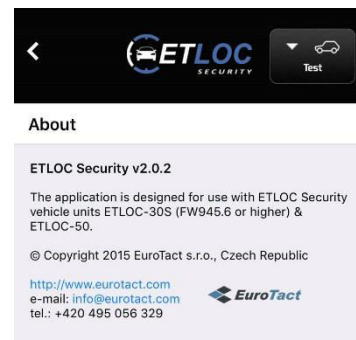 ETLOC
SECURITY
Test
About
ETLOC Security v2.0.2
The application is designed for use with ETLOC Security
vehicle units ETLOC-30S (FW945.6 or higher) &
ETLOC-50.
© Copyright 2015 EuroTact s.r.o., Czech Republic
http://www.eurotact.com
e-mail: info@eurotact.com
tel.: +420 495 056 329
EuroTact